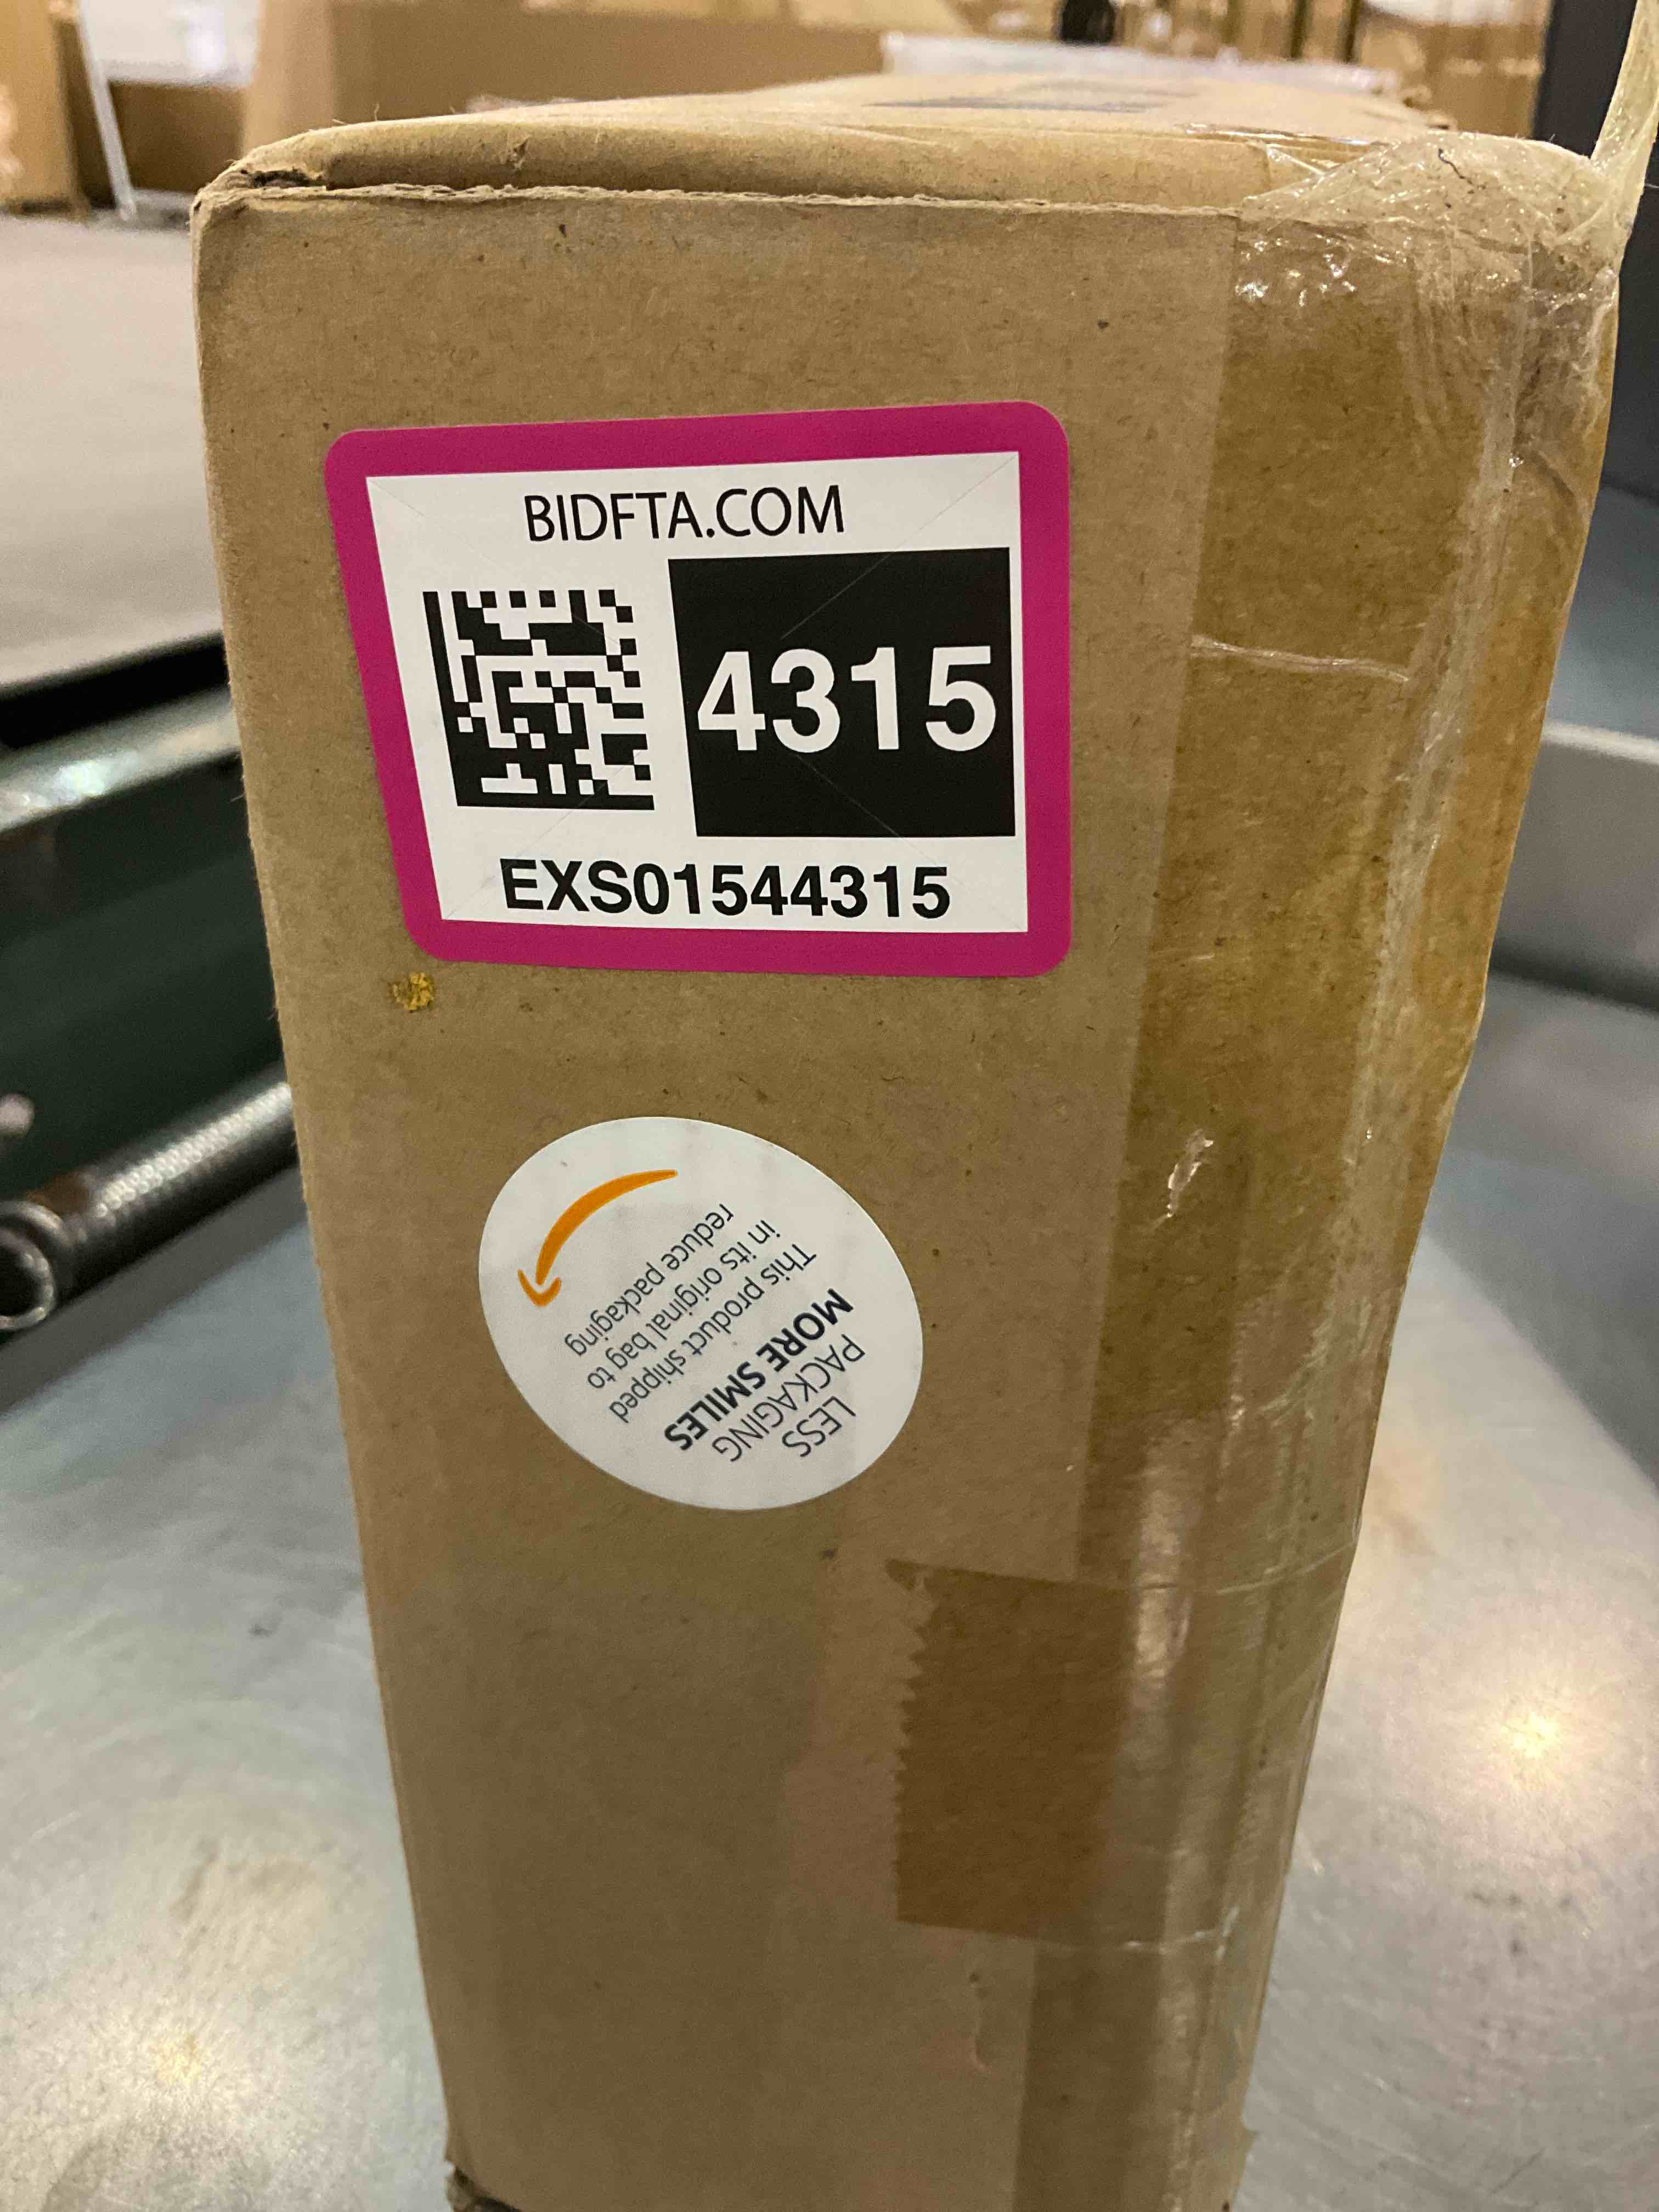 BIDFTA.COM
4315
EXS01544315
LESS
PACKAGING
MORE SMILES
This product shipped
in its original bag to
reduce packaging